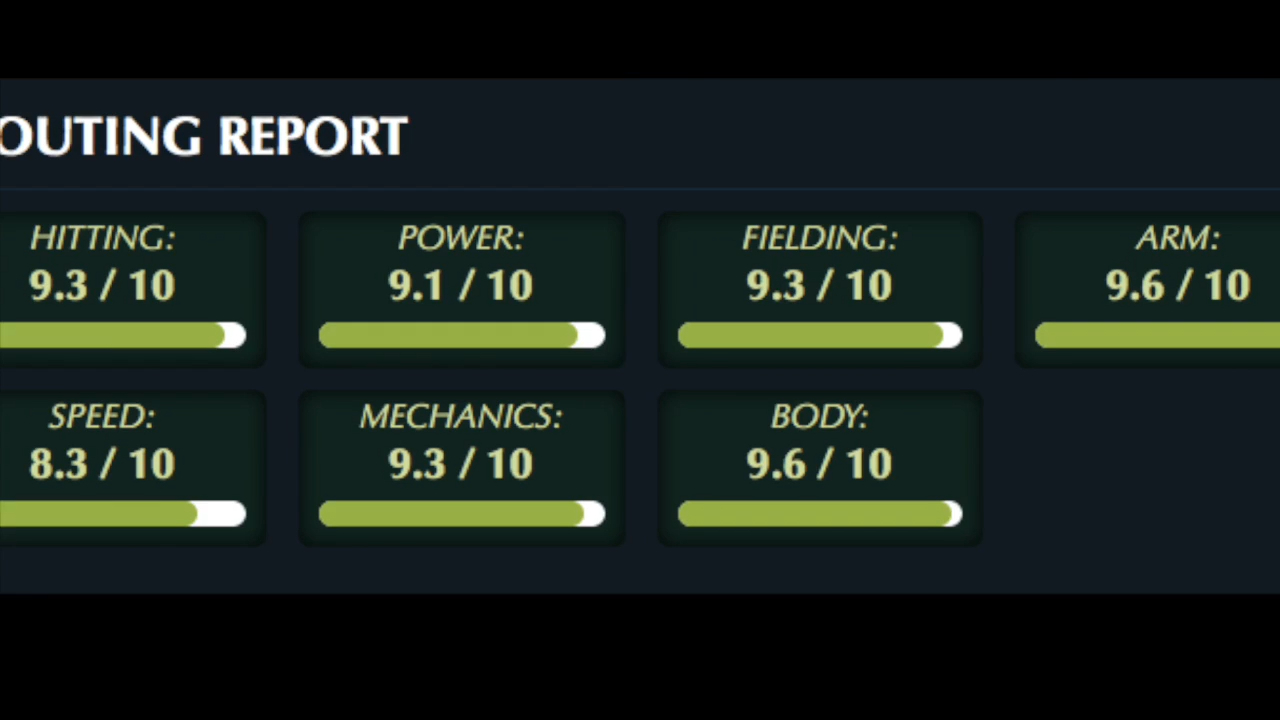 OUTING REPORT
HITTING: POWER: FIELDING: ARM:
9.3 / 10 9.1 / 10 9.3 / 10 9.6 / 10
SPEED: MECHANICS: BODY:
8.3 / 10 9.3 / 10 9.6 / 10